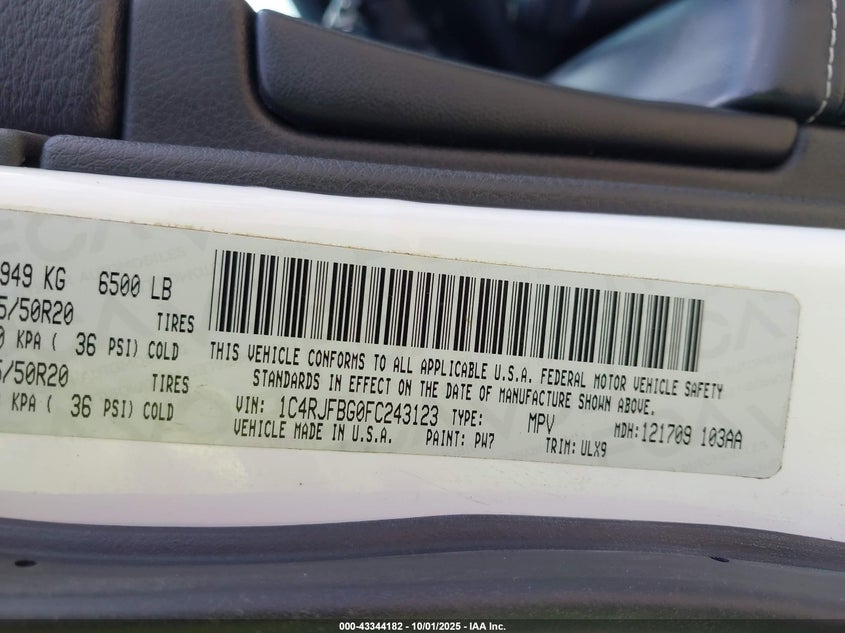 949 KG 6500 LB
5/50R20 TIRES
0 KPA ( 36 PSI) COLD
5/50R20 TIRES
0 KPA ( 36 PSI) COLD
THIS VEHICLE CONFORMS TO ALL APPLICABLE U.S.A. FEDERAL MOTOR VEHICLE SAFETY
STANDARDS IN EFFECT ON THE DATE OF MANUFACTURE SHOWN ABOVE.
VIN: 1C4RJFBG0FC243123 TYPE: MPV MDH:121709 103AA
VEHICLE MADE IN U.S.A. PAINT: PW7 TRIM: ULX9
000-43344182 - 10/01/2025 - IAA Inc.